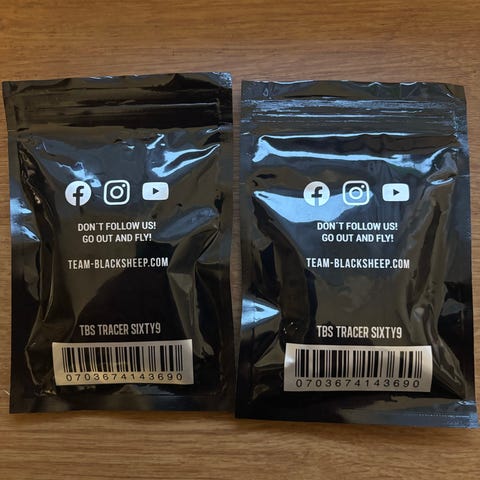 DON´T FOLLOW US!
GO OUT AND FLY!
TEAM-BLACKSHEEP.COM
TBS TRACER SIXTY9
0703674143690
DON´T FOLLOW US!
GO OUT AND FLY!
TEAM-BLACKSHEEP.COM
TBS TRACER SIXTY9
0703674143690